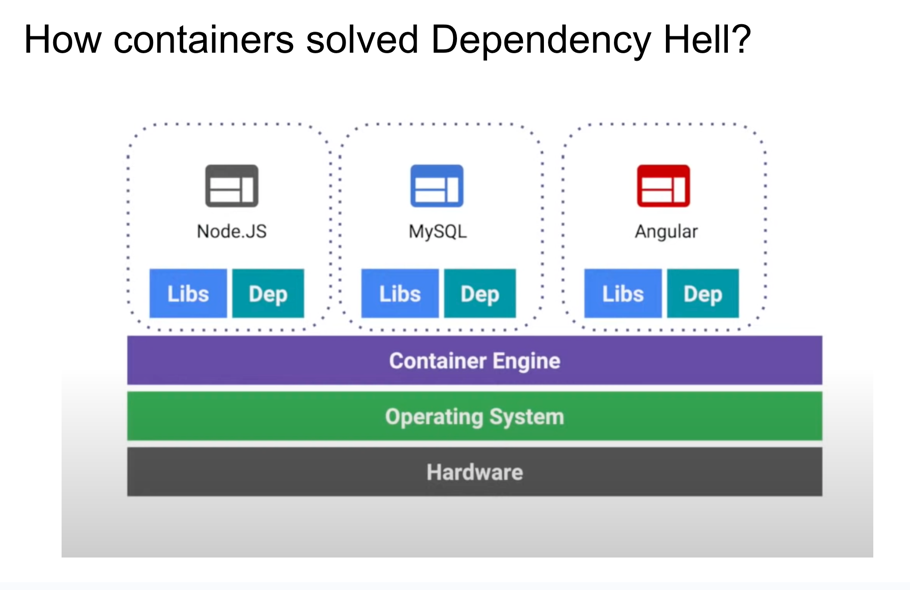 How containers solved Dependency Hell?
Node.JS
MySQL
Angular
Libs Dep
Libs Dep
Libs Dep
Container Engine
Operating System
Hardware